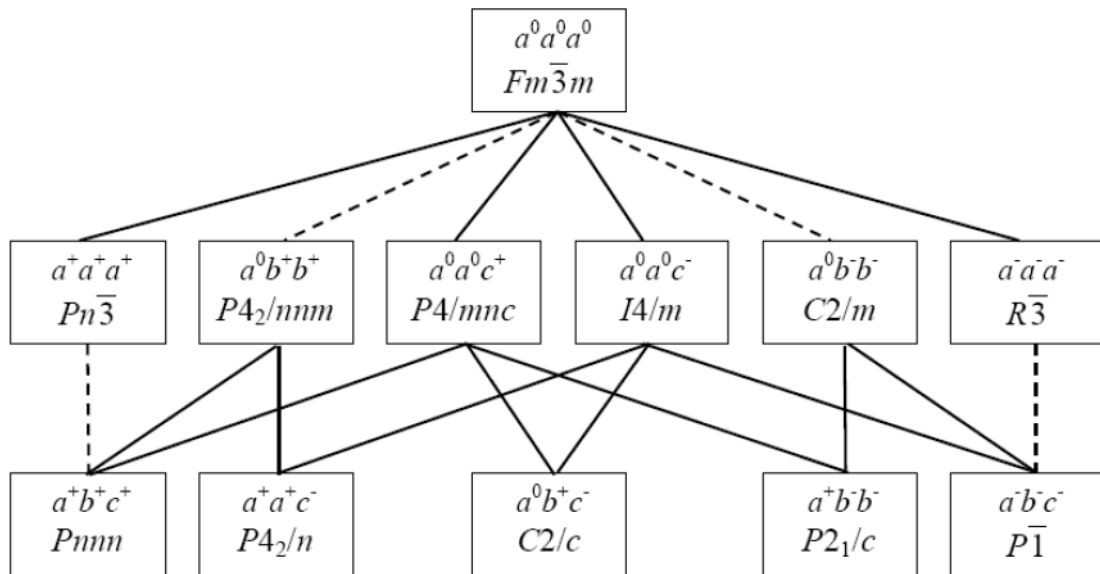 a⁰a⁰a⁰
Fm3̅m
a⁺a⁺a⁺
Pn3̅
a⁰b⁺b⁺
P4₂/nnm
a⁰a⁰c⁺
P4/mnc
a⁰a⁰c⁻
I4/m
a⁰b⁻b⁻
C2/m
a⁻a⁻a⁻
R3̅
a⁺b⁺c⁺
Pnnn
a⁺a⁺c⁻
P4₂/n
a⁰b⁺c⁻
C2/c
a⁺b⁻b⁻
P2₁/c
a⁻b⁻c⁻
P1̅